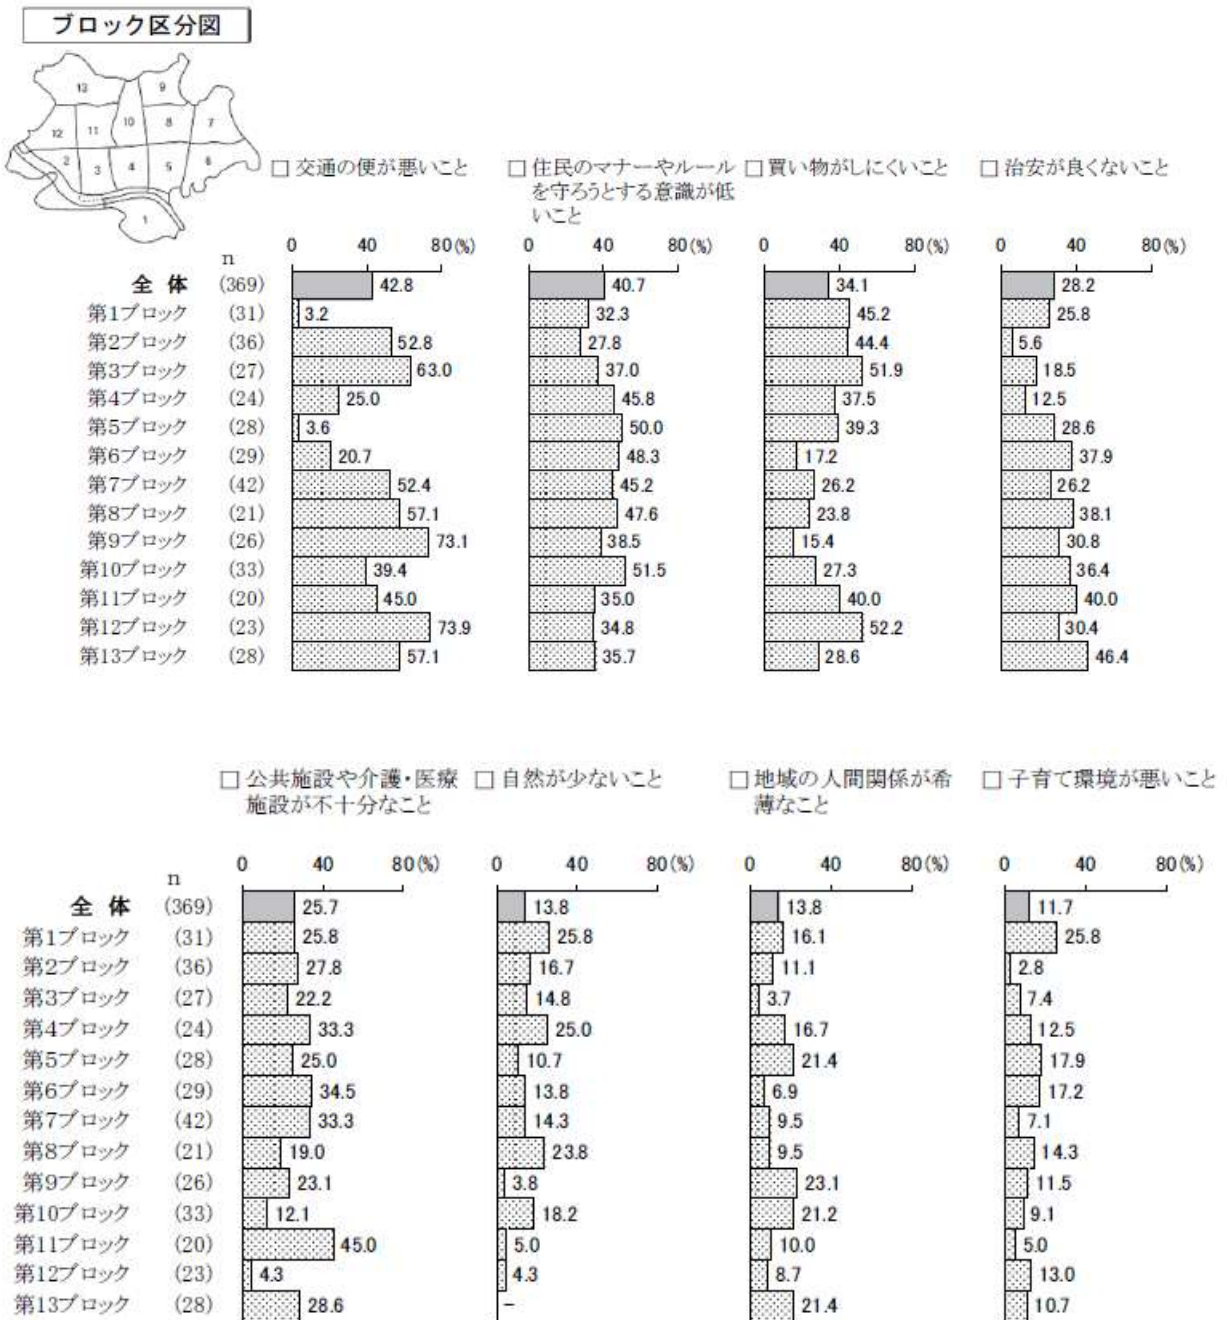 ブロック区分図
13
9
12
11
10
8
7
2
3
4
5
6
1
□ 交通の便が悪いこと
□ 住民のマナーやルール
を守ろうとする意識が低
いこと
□ 買い物がしにくいこと
□ 治安が良くないこと
0 40 80(%) 0 40 80(%) 0 40 80(%) 0 40 80(%)
n
全 体 (369) 42.8 40.7 34.1 28.2
第1ブロック (31) 3.2 32.3 45.2 25.8
第2ブロック (36) 52.8 27.8 44.4 5.6
第3ブロック (27) 63.0 37.0 51.9 18.5
第4ブロック (24) 25.0 45.8 37.5 12.5
第5ブロック (28) 3.6 50.0 39.3 28.6
第6ブロック (29) 20.7 48.3 17.2 37.9
第7ブロック (42) 52.4 45.2 26.2 26.2
第8ブロック (21) 57.1 47.6 23.8 38.1
第9ブロック (26) 73.1 38.5 15.4 30.8
第10ブロック (33) 39.4 51.5 27.3 36.4
第11ブロック (20) 45.0 35.0 40.0 40.0
第12ブロック (23) 73.9 34.8 52.2 30.4
第13ブロック (28) 57.1 35.7 28.6 46.4
□ 公共施設や介護・医療
施設が不十分なこと
□ 自然が少ないこと
□ 地域の人間関係が希
薄なこと
□ 子育て環境が悪いこと
0 40 80(%) 0 40 80(%) 0 40 80(%) 0 40 80(%)
n
全 体 (369) 25.7 13.8 13.8 11.7
第1ブロック (31) 25.8 25.8 16.1 25.8
第2ブロック (36) 27.8 16.7 11.1 2.8
第3ブロック (27) 22.2 14.8 3.7 7.4
第4ブロック (24) 33.3 25.0 16.7 12.5
第5ブロック (28) 25.0 10.7 21.4 17.9
第6ブロック (29) 34.5 13.8 6.9 17.2
第7ブロック (42) 33.3 14.3 9.5 7.1
第8ブロック (21) 19.0 23.8 9.5 14.3
第9ブロック (26) 23.1 3.8 23.1 11.5
第10ブロック (33) 12.1 18.2 21.2 9.1
第11ブロック (20) 45.0 5.0 10.0 5.0
第12ブロック (23) 4.3 4.3 8.7 13.0
第13ブロック (28) 28.6 - 21.4 10.7